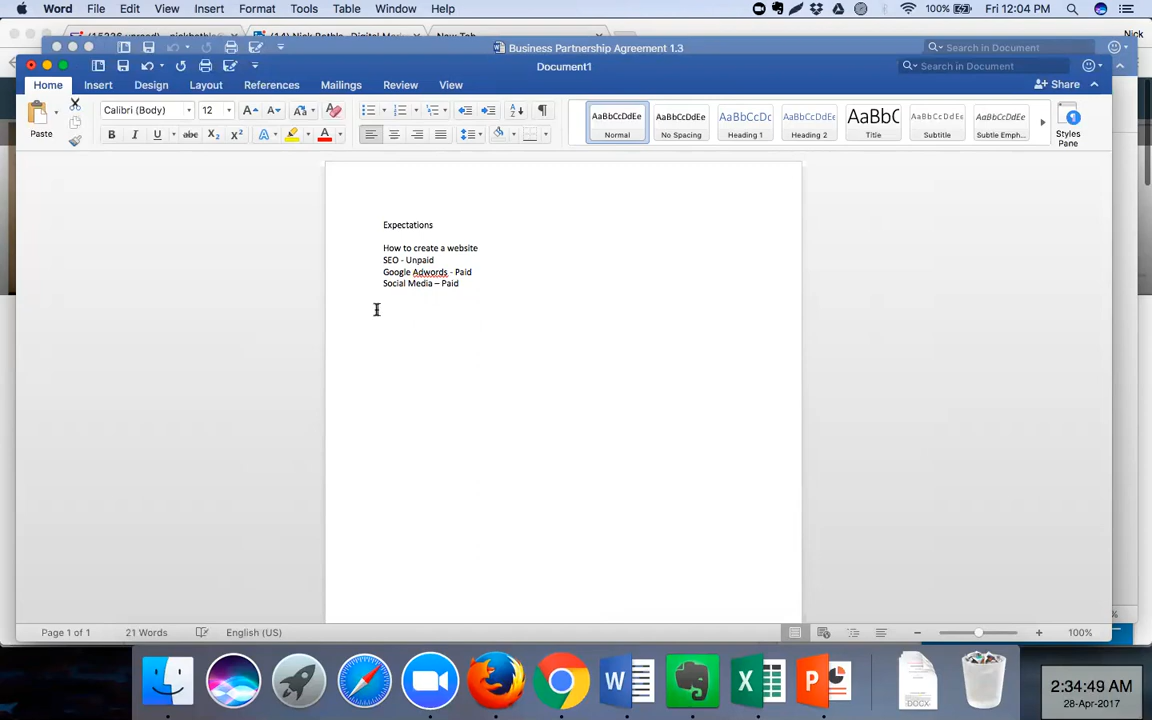 Word File Edit View Insert Format Tools Table Window Help 100% Fri 12:04 PM
Nick
Business Partnership Agreement 1.3 Search in Document
Document1 Search in Document
Home Insert Design Layout References Mailings Review View Share
Paste Calibri (Body) 12
AaBbCcDdEe AaBbCcDdEe AaBbCcDc AaBbCcDdEe AaBbC AaBbCcDdEe AaBbCcDdEe
Normal No Spacing Heading 1 Heading 2 Title Subtitle Subtle Emph... Styles Pane
Expectations
How to create a website
SEO - Unpaid
Google Adwords - Paid
Social Media – Paid
Page 1 of 1 21 Words English (US) 100%
DOCX
2:34:49 AM
28-Apr-2017